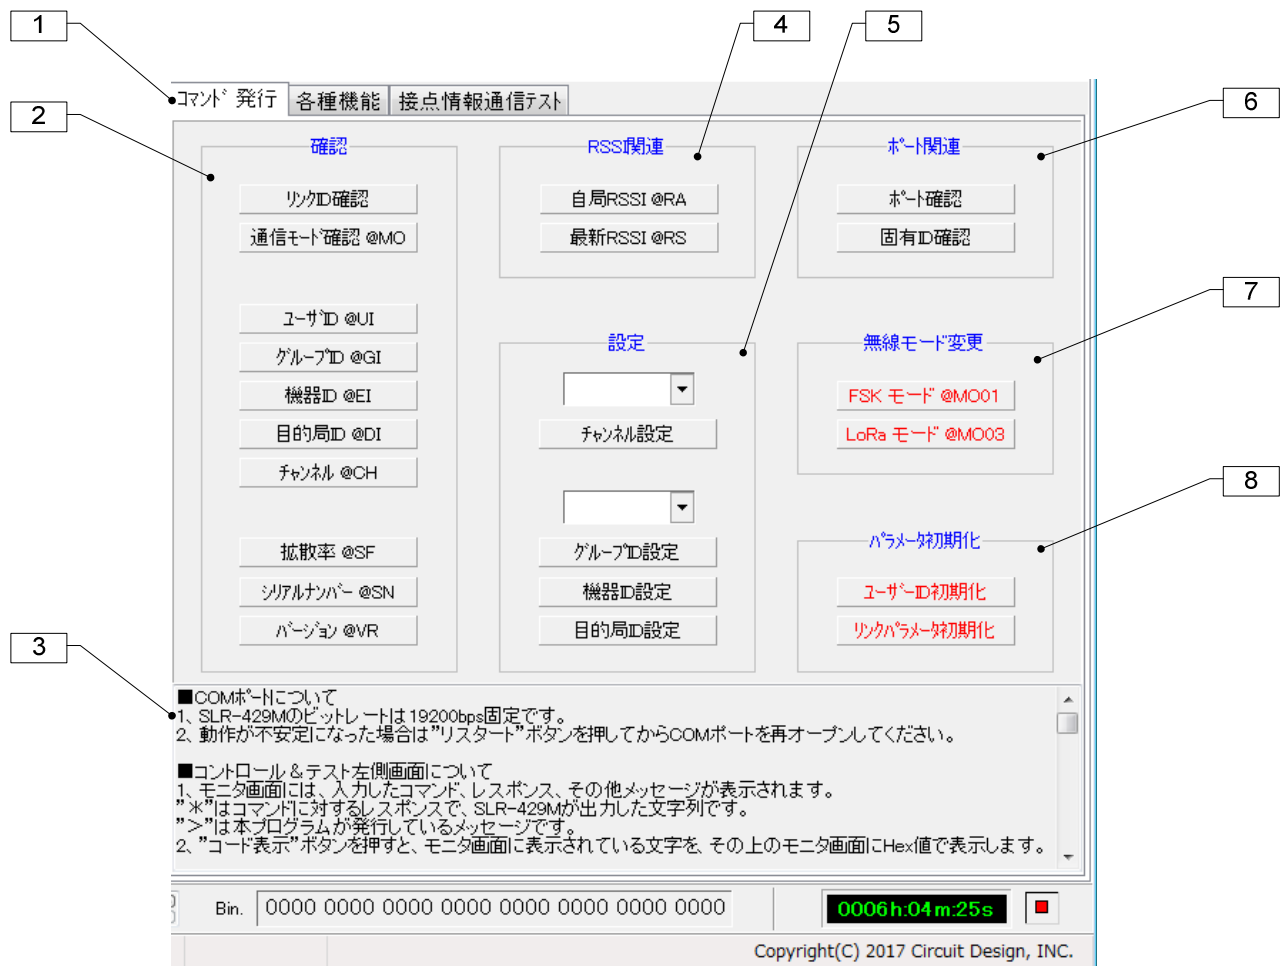 1
2
3
4
5
6
7
8
コマンド 発行
各種機能
接点情報通信テスト
確認
リンクID確認
通信モード確認 @MO
ユーザID @UI
グループID @GI
機器ID @EI
目的局ID @DI
チャンネル @CH
拡散率 @SF
シリアルナンバー @SN
バージョン @VR
RSSI関連
自局RSSI @RA
最新RSSI @RS
設定
チャンネル設定
グループID設定
機器ID設定
目的局ID設定
ポート関連
ポート確認
固有ID確認
無線モード変更
FSK モード @MO01
LoRa モード @MO03
パラメータ初期化
ユーザーID初期化
リンクパラメータ初期化
■COMポートについて
1、SLR-429Mのビットレートは19200bps固定です。
2、動作が不安定になった場合は”リスタート”ボタンを押してからCOMポートを再オープンしてください。
■コントロール＆テスト左側画面について
1、モニタ画面には、入力したコマンド、レスポンス、その他メッセージが表示されます。
”＊”はコマンドに対するレスポンスで、SLR-429Mが出力した文字列です。
”＞”は本プログラムが発行しているメッセージです。
2、”コード表示”ボタンを押すと、モニタ画面に表示されている文字を、その上のモニタ画面にHex値で表示します。
Bin.
0000 0000 0000 0000 0000 0000 0000 0000
0006h:04m:25s
Copyright(C) 2017 Circuit Design, INC.